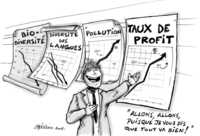 BIO-
DIVERSITÉ
DIVERSITÉ
DES
LANGUES
POLLUTION
TAUX DE
PROFIT
"ALLONS, ALLONS,
PUISQUE JE VOUS DIS
QUE TOUT VA BIEN!"